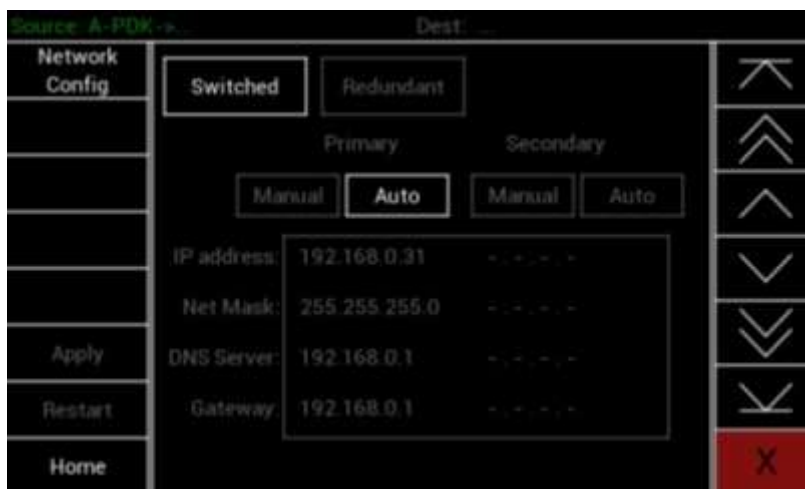 Source: A-PDK->... Dest: ...
Network
Config
Switched Redundant
Primary Secondary
Manual Auto Manual Auto
IP address: 192.168.0.31 -.-.-.-
Net Mask: 255.255.255.0 -.-.-.-
Apply DNS Server: 192.168.0.1 -.-.-.-
Restart Gateway: 192.168.0.1 -.-.-.-
Home X